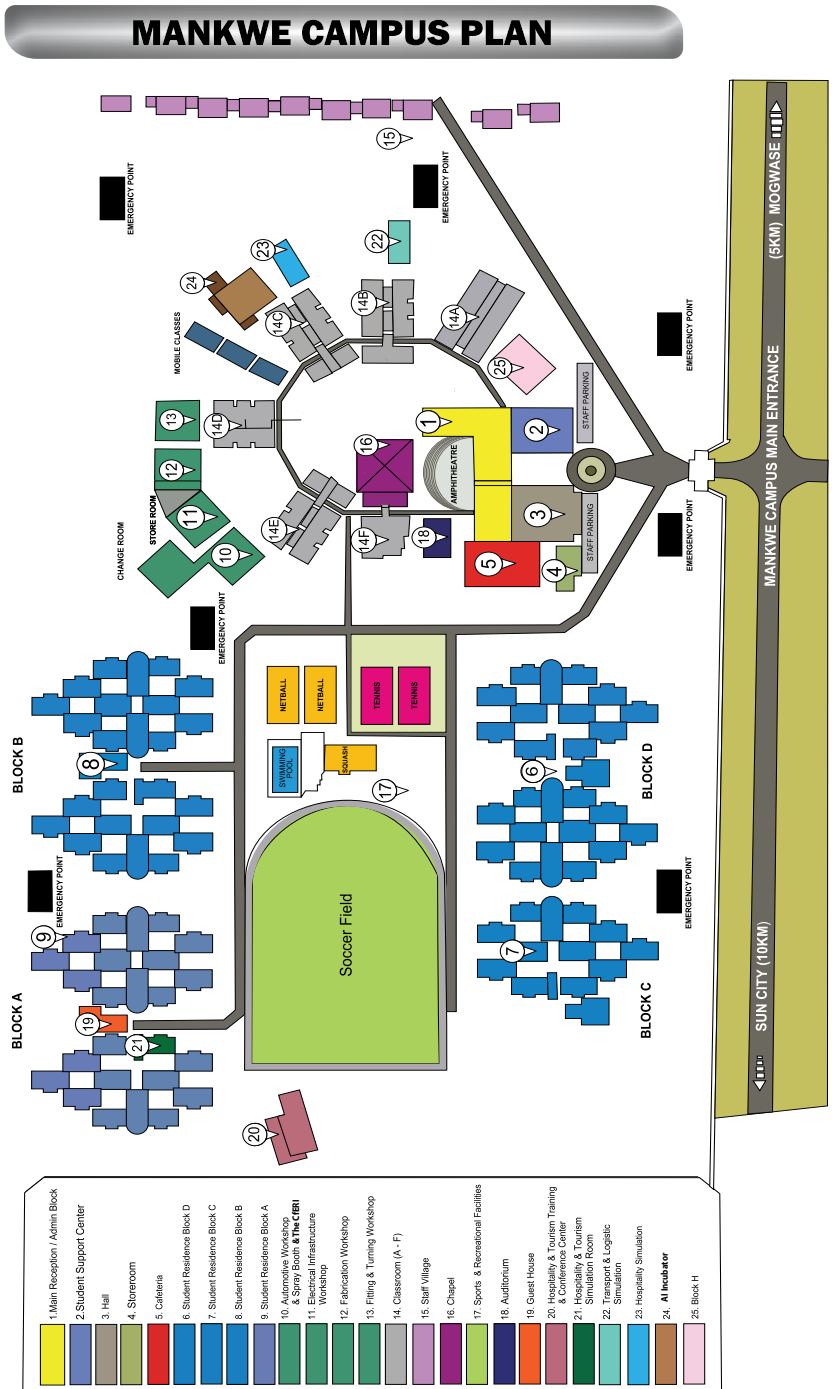 MANKWE CAMPUS PLAN
15
EMERGENCY POINT
EMERGENCY POINT
(5KM) MOGWASE
22
23
24
14B
14C
14A
MOBILE CLASSES
EMERGENCY POINT
25
13
14D
1
2
STAFF PARKING
12
16
AMPHITHEATRE
MANKWE CAMPUS MAIN ENTRANCE
STORE ROOM
11
CHANGE ROOM
10
14E
14F
18
3
STAFF PARKING
5
4
EMERGENCY POINT
EMERGENCY POINT
NETBALL
NETBALL
TENNIS
TENNIS
BLOCK B
8
SWIMMING
POOL
SQUASH
17
6
BLOCK D
EMERGENCY POINT
EMERGENCY POINT
9
Soccer Field
7
SUN CITY (10KM)
BLOCK A
19
21
BLOCK C
20
1.Main Reception / Admin Block
2.Student Support Center
3. Hall
4. Storeroom
5. Cafeteria
6. Student Residence Block D
7. Student Residence Block C
8. Student Residence Block B
9. Student Residence Block A
10. Automotive Workshop
& Spray Booth & The CFERI
11. Electrical Infrastructure
Workshop
12. Fabrication Workshop
13. Fitting & Turning Workshop
14. Classroom (A - F)
15. Staff Village
16. Chapel
17. Sports & Recreational Facilities
18. Auditorium
19. Guest House
20. Hospitality & Tourism Training
& Conference Center
21. Hospitality & Tourism
Simulation Room
22. Transport & Logistic
Simulation
23. Hospitality Simulation
24. AI Incubator
25. Block H